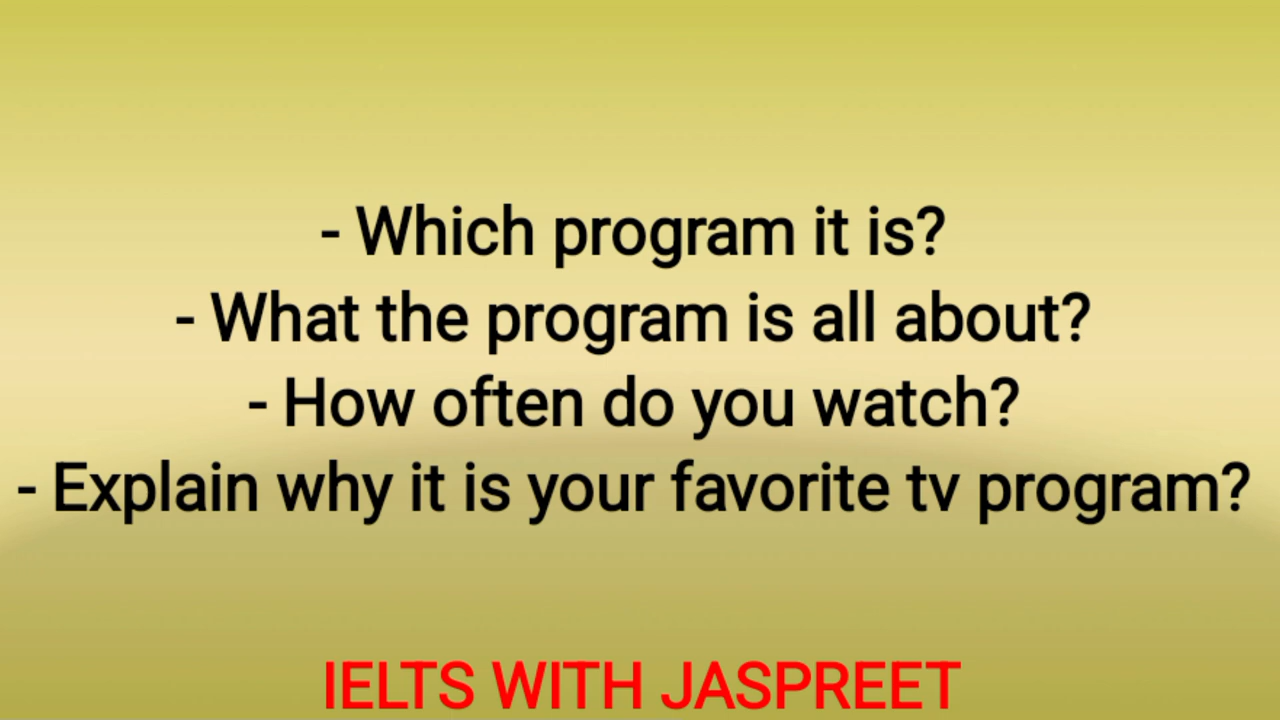 - Which program it is?
- What the program is all about?
- How often do you watch?
- Explain why it is your favorite tv program?
IELTS WITH JASPREET